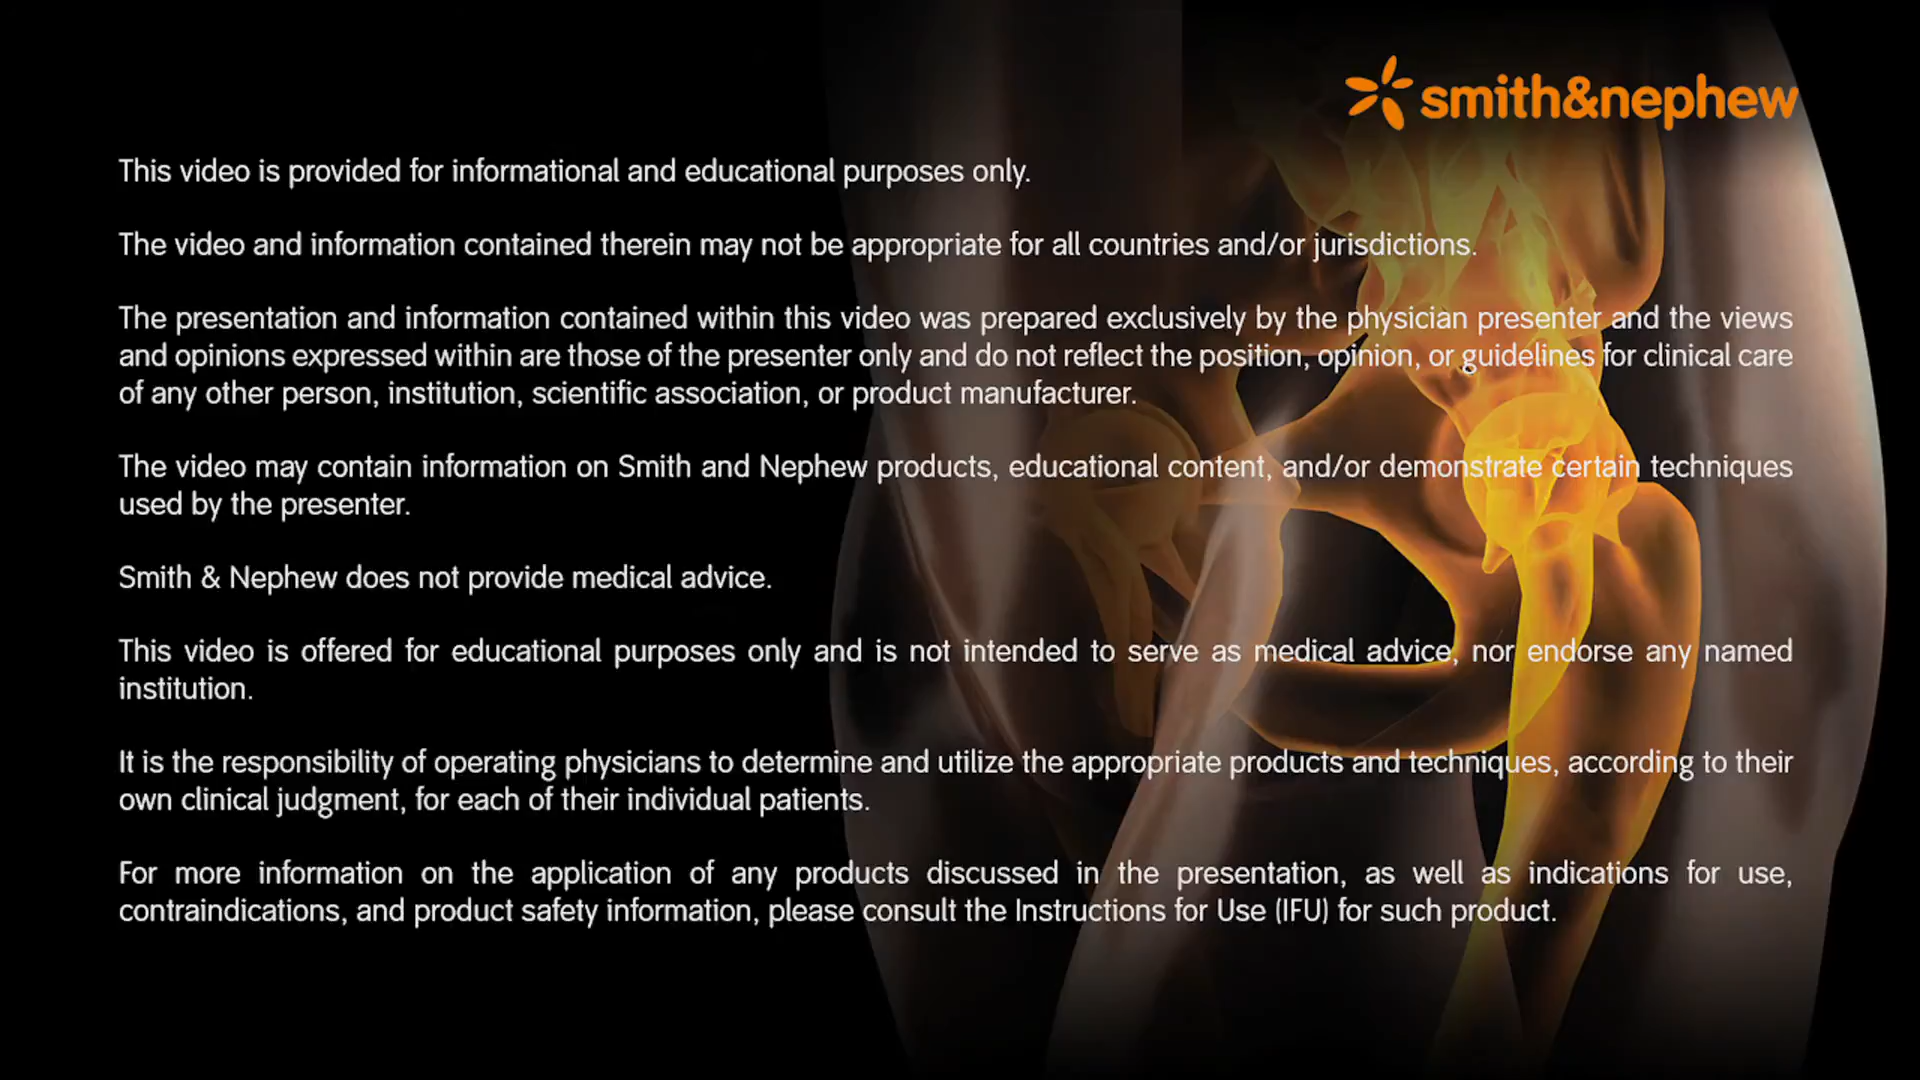 smith&nephew
This video is provided for informational and educational purposes only.
The video and information contained therein may not be appropriate for all countries and/or jurisdictions.
The presentation and information contained within this video was prepared exclusively by the physician presenter and the views
and opinions expressed within are those of the presenter only and do not reflect the position, opinion, or guidelines for clinical care
of any other person, institution, scientific association, or product manufacturer.
The video may contain information on Smith and Nephew products, educational content, and/or demonstrate certain techniques
used by the presenter.
Smith & Nephew does not provide medical advice.
This video is offered for educational purposes only and is not intended to serve as medical advice, nor endorse any named
institution.
It is the responsibility of operating physicians to determine and utilize the appropriate products and techniques, according to their
own clinical judgment, for each of their individual patients.
For more information on the application of any products discussed in the presentation, as well as indications for use,
contraindications, and product safety information, please consult the Instructions for Use (IFU) for such product.